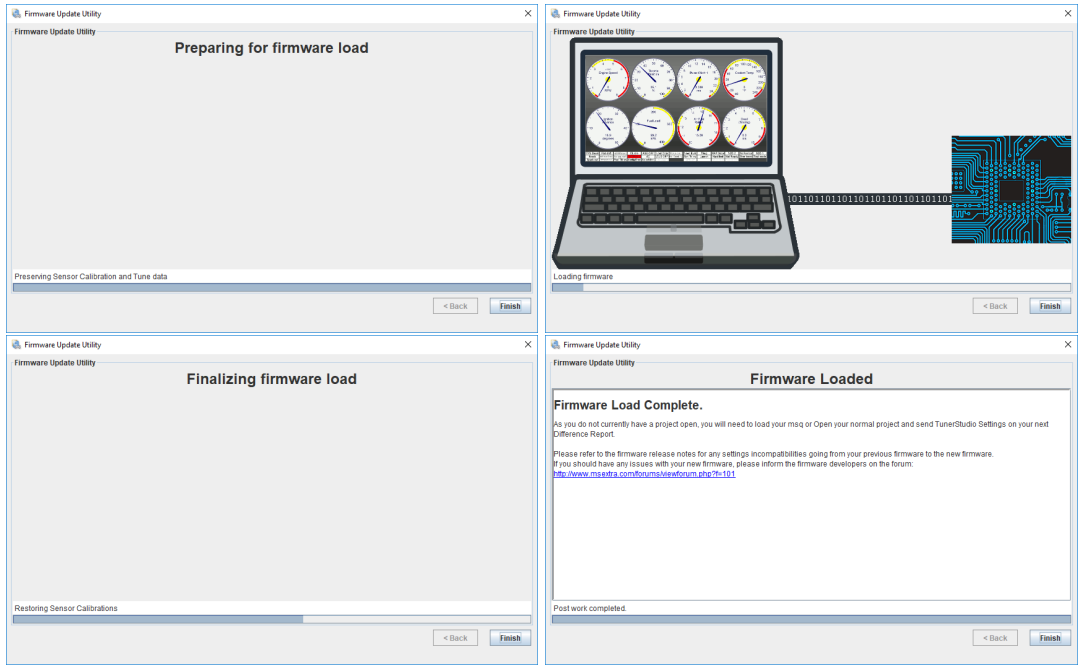 Firmware Update Utility
Firmware Update Utility
Preparing for firmware load
Preserving Sensor Calibration and Tune data
< Back Finish
Firmware Update Utility
Firmware Update Utility
1011011011011011011011011011
Loading firmware
< Back Finish
Firmware Update Utility
Firmware Update Utility
Finalizing firmware load
Restoring Sensor Calibrations
< Back Finish
Firmware Update Utility
Firmware Update Utility
Firmware Loaded
Firmware Load Complete.
As you do not currently have a project open, you will need to load your msq or Open your normal project and send TunerStudio Settings on your next
Difference Report.
Please refer to the firmware release notes for any settings incompatibilities going from your previous firmware to the new firmware.
If you should have any issues with your new firmware, please inform the firmware developers on the forum:
http://www.msextra.com/forums/viewforum.php?f=101
Post work completed.
< Back Finish